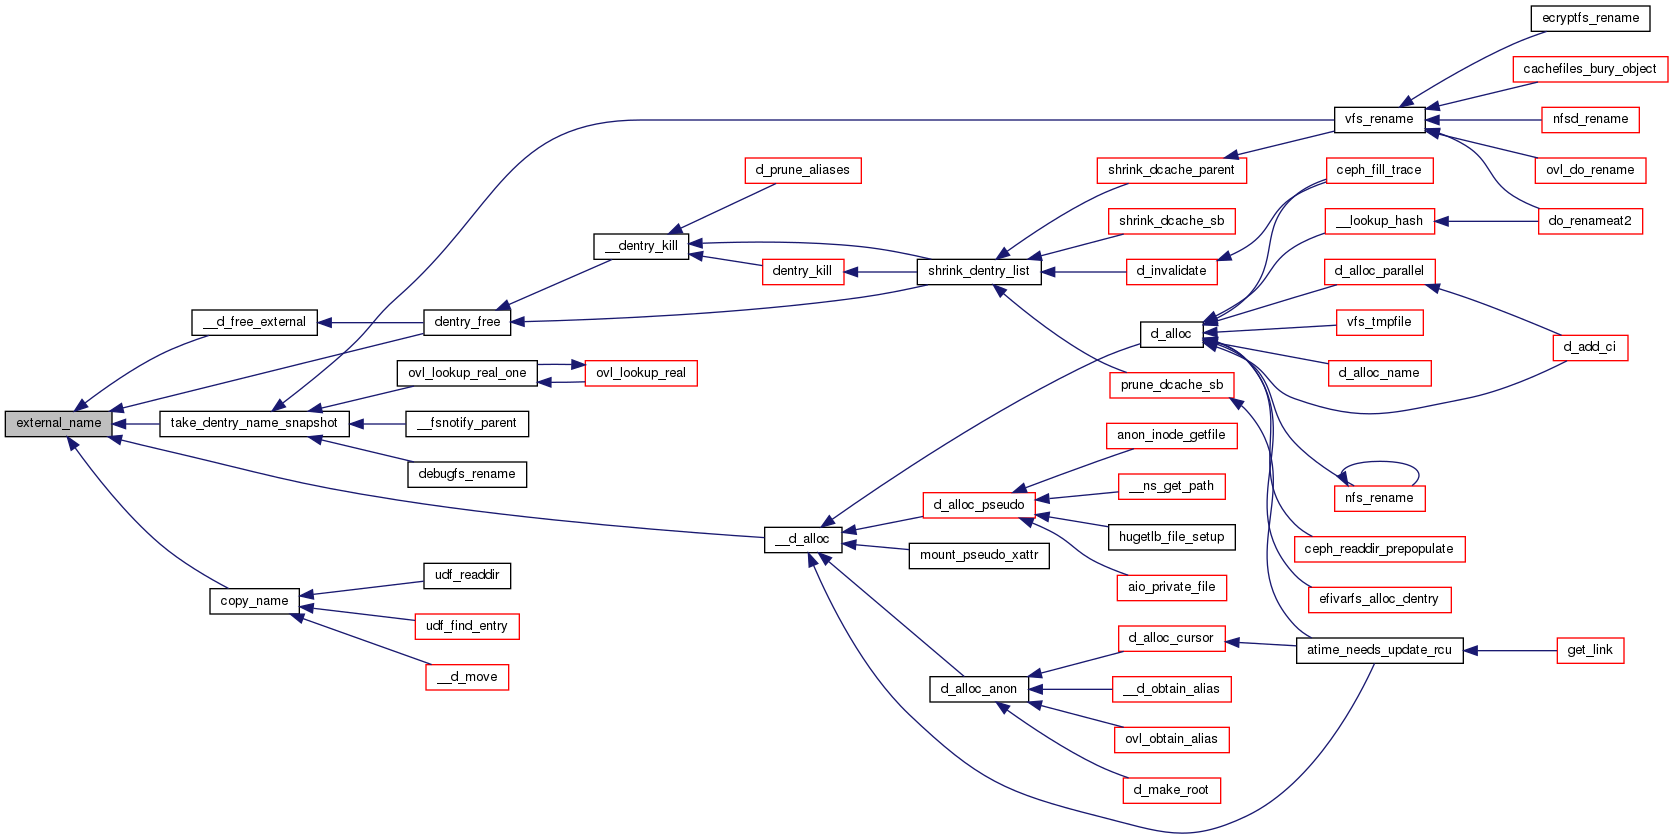 ecryptfs_rename
cachefiles_bury_object
vfs_rename
nfsd_rename
d_prune_aliases
shrink_dcache_parent
ceph_fill_trace
ovl_do_rename
shrink_dcache_sb
__lookup_hash
do_renameat2
__dentry_kill
dentry_kill
shrink_dentry_list
d_invalidate
d_alloc_parallel
__d_free_external
dentry_free
d_alloc
vfs_tmpfile
d_add_ci
ovl_lookup_real_one
ovl_lookup_real
prune_dcache_sb
d_alloc_name
external_name
take_dentry_name_snapshot
__fsnotify_parent
anon_inode_getfile
debugfs_rename
__ns_get_path
nfs_rename
d_alloc_pseudo
hugetlb_file_setup
__d_alloc
mount_pseudo_xattr
ceph_readdir_prepopulate
udf_readdir
aio_private_file
copy_name
efivarfs_alloc_dentry
udf_find_entry
d_alloc_cursor
atime_needs_update_rcu
get_link
__d_move
d_alloc_anon
__d_obtain_alias
ovl_obtain_alias
d_make_root